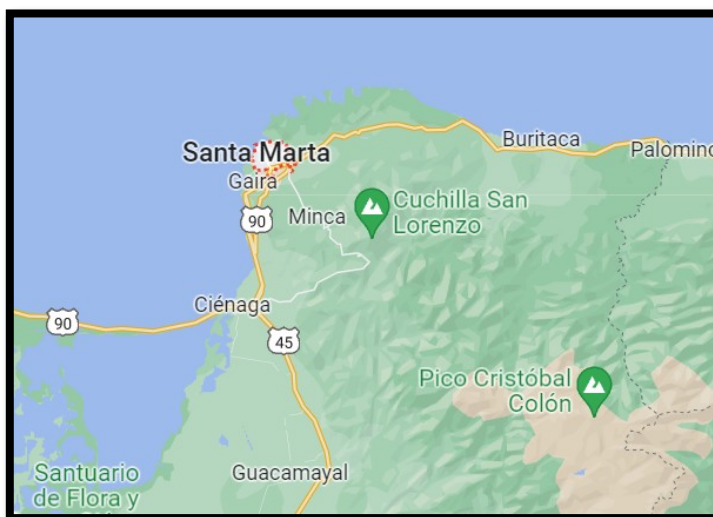 Buritaca
Palomino
Santa Marta
Gaira
90
Minca
Cuchilla San
Lorenzo
Ciénaga
90
45
Pico Cristóbal
Colón
Guacamayal
Santuario
de Flora y